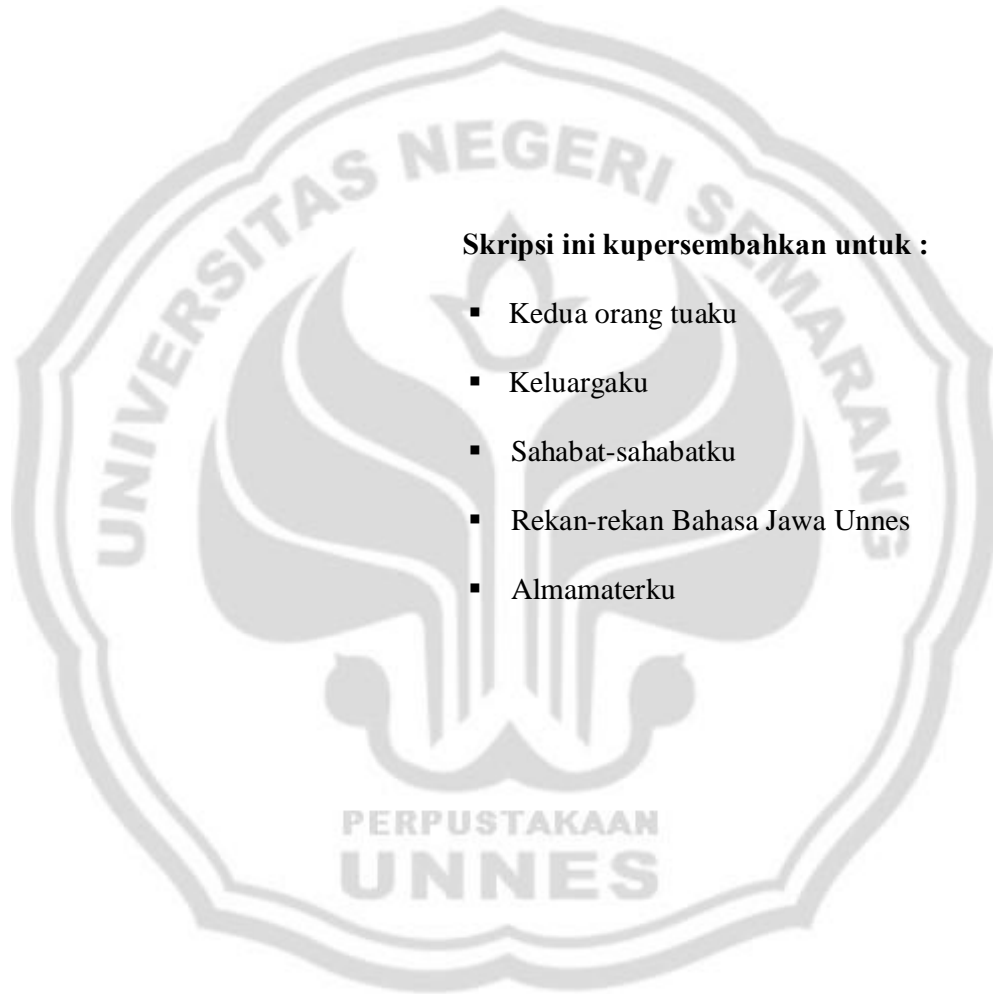 UNIVERSITAS NEGERI SEMARANG
Skripsi ini kupersembahkan untuk :
▪ Kedua orang tuaku
▪ Keluargaku
▪ Sahabat-sahabatku
▪ Rekan-rekan Bahasa Jawa Unnes
▪ Almamaterku
PERPUSTAKAAN
UNNES